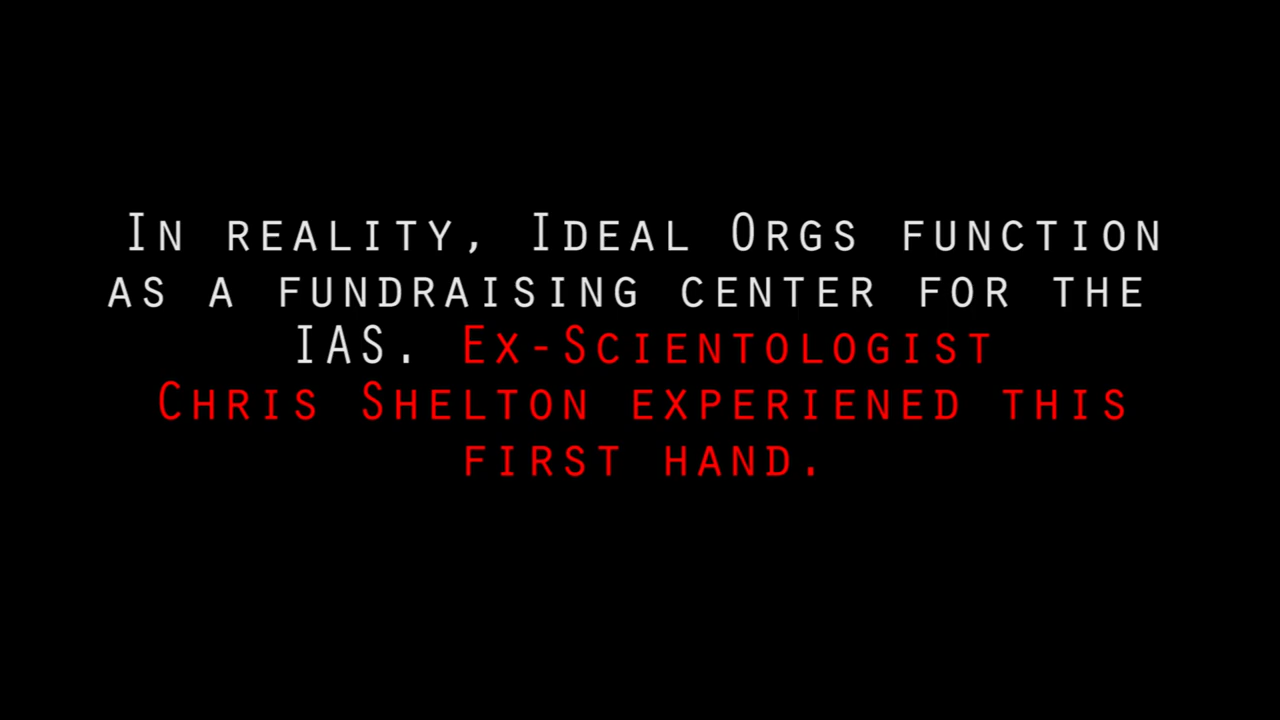 In reality, Ideal Orgs function
as a fundraising center for the
IAS. Ex-Scientologist
Chris Shelton experiened this
first hand.